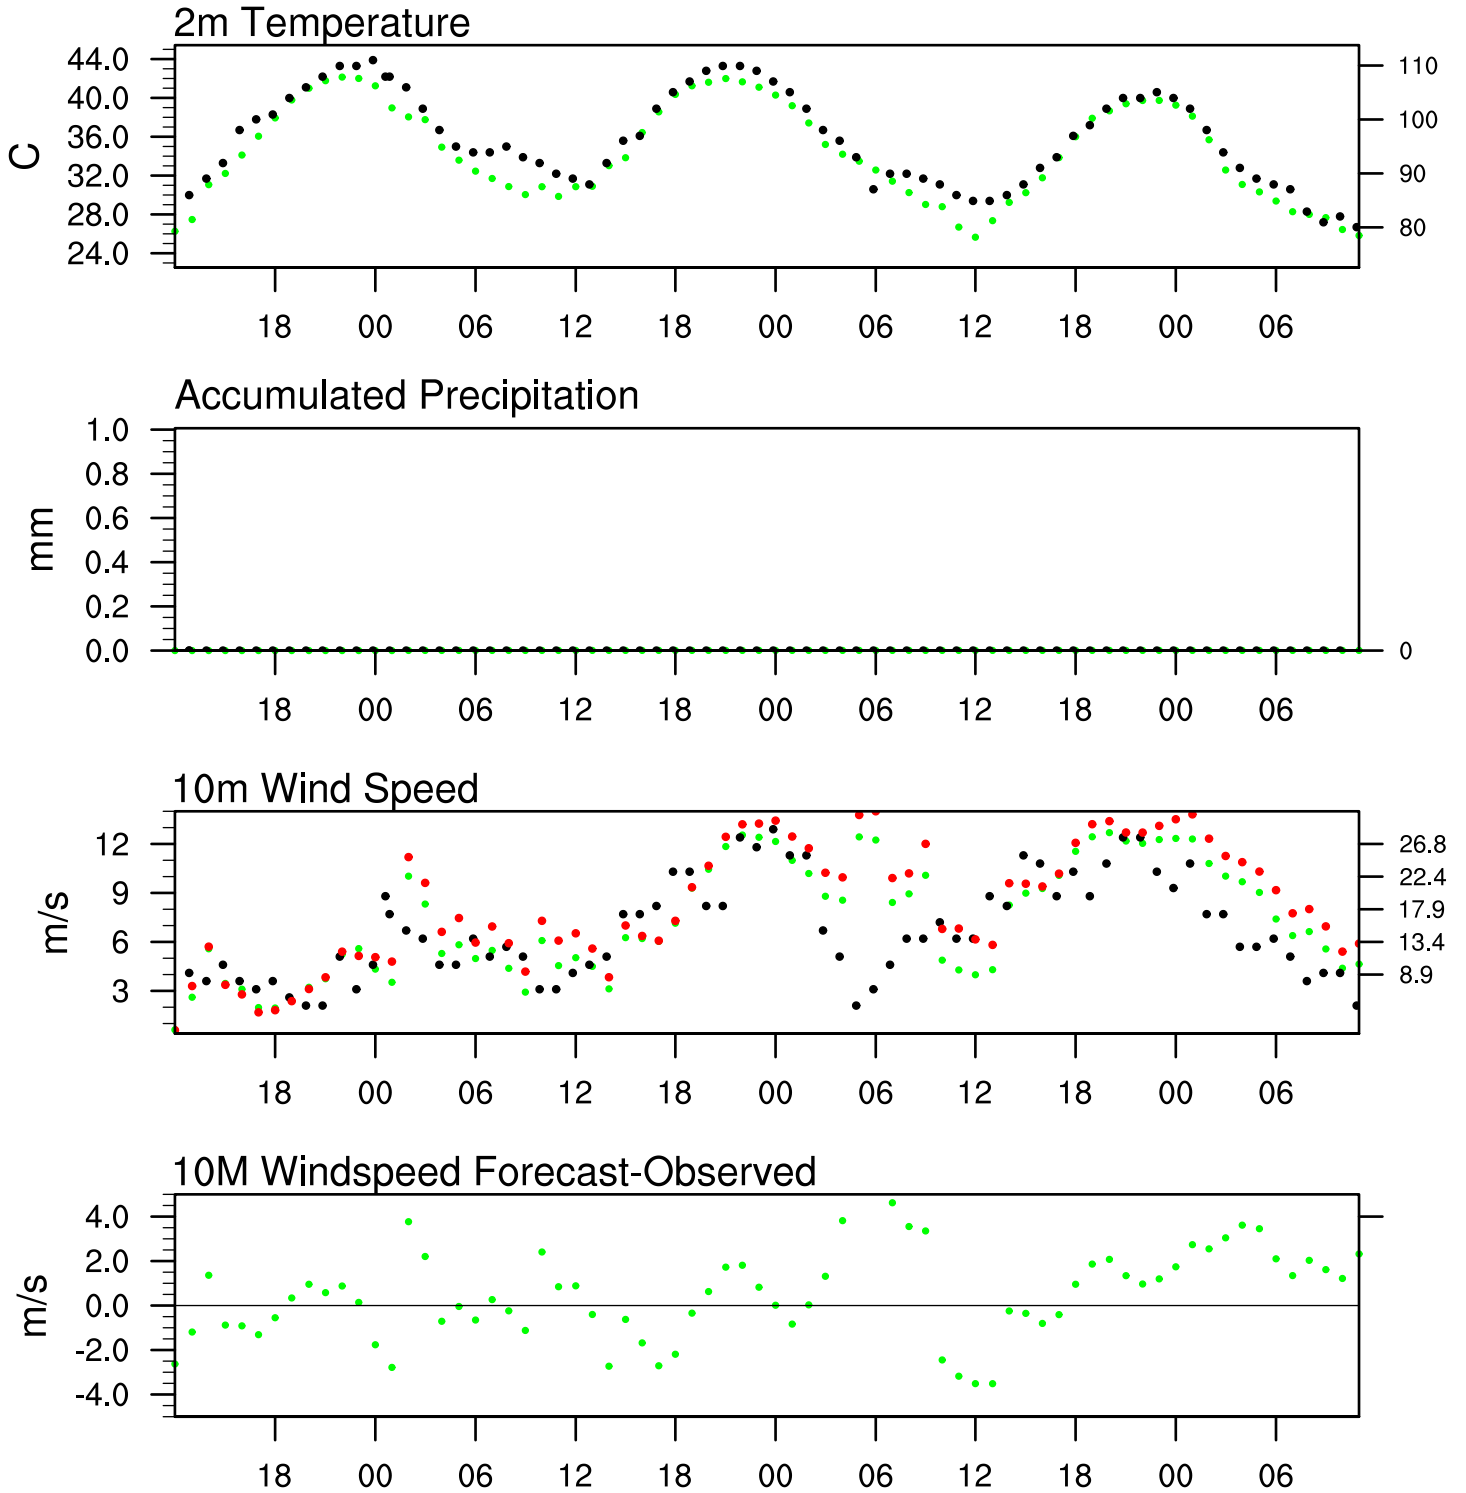 2m Temperature
44.0
40.0
36.0
32.0
28.0
24.0
C
110
100
90
80
18 00 06 12 18 00 06 12 18 00 06
Accumulated Precipitation
1.0
0.8
0.6
0.4
0.2
0.0
mm
0
18 00 06 12 18 00 06 12 18 00 06
10m Wind Speed
12
9
6
3
m/s
26.8
22.4
17.9
13.4
8.9
18 00 06 12 18 00 06 12 18 00 06
10M Windspeed Forecast-Observed
4.0
2.0
0.0
-2.0
-4.0
m/s
18 00 06 12 18 00 06 12 18 00 06